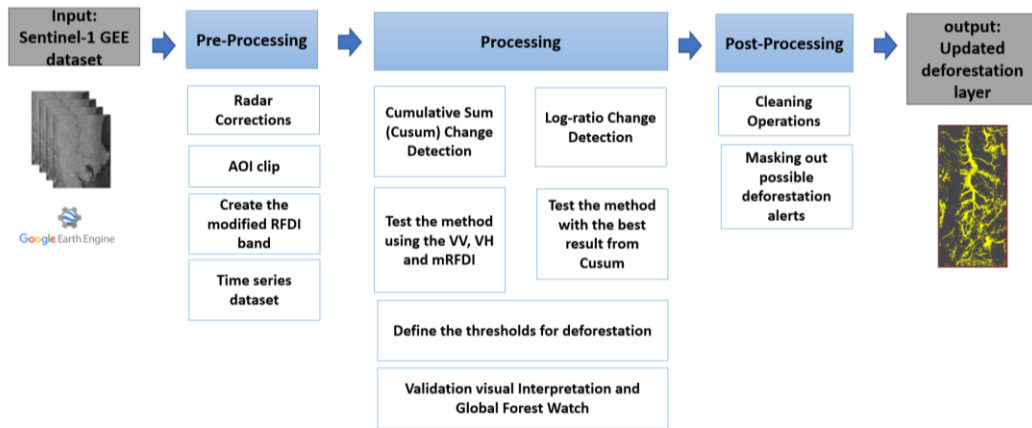 Input:
Sentinel-1 GEE
dataset
Pre-Processing
Processing
Post-Processing
output:
Updated
deforestation
layer
Radar
Corrections
AOI clip
Create the
modified RFDI
band
Time series
dataset
Cumulative Sum
(Cusum) Change
Detection
Log-ratio Change
Detection
Test the method
using the VV, VH
and mRFDI
Test the method
with the best
result from
Cusum
Define the thresholds for deforestation
Validation visual Interpretation and
Global Forest Watch
Cleaning
Operations
Masking out
possible
deforestation
alerts
Google Earth Engine